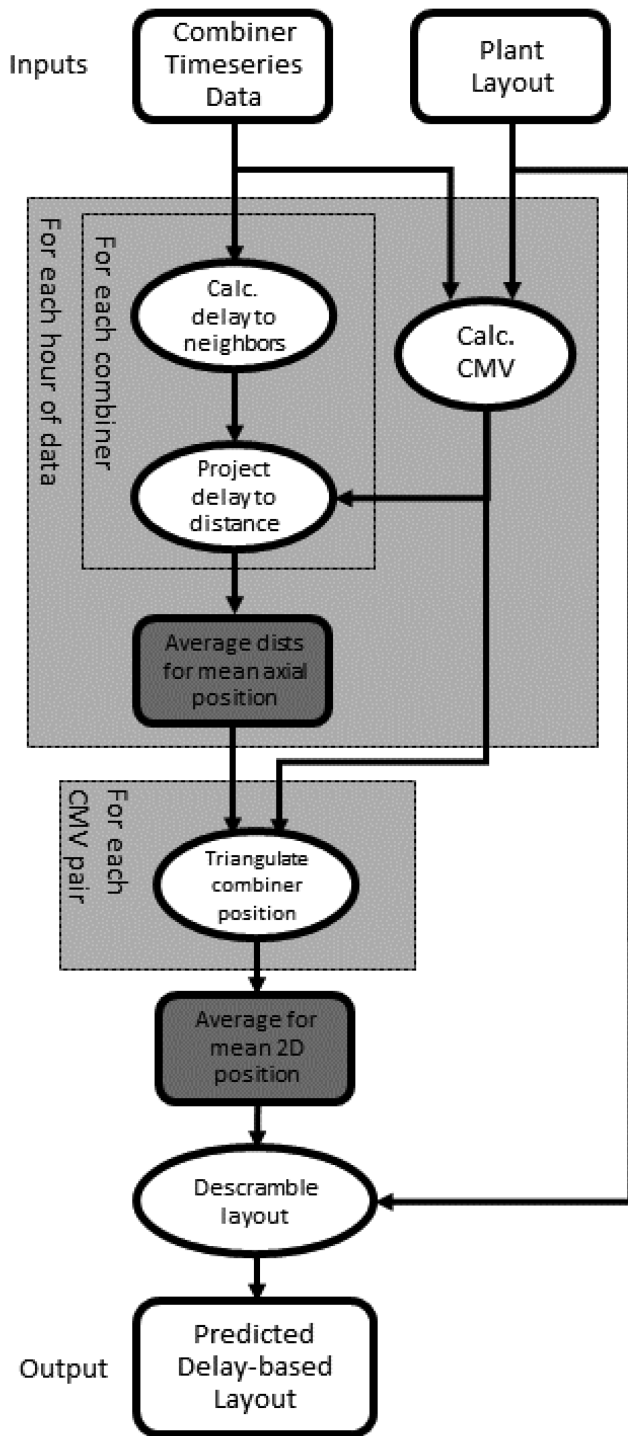 Inputs
Combiner
Timeseries
Data
Plant
Layout
For each hour of data
For each combiner
Calc.
delay to
neighbors
Calc.
CMV
Project
delay to
distance
Average dists
for mean axial
position
For each
CMV pair
Triangulate
combiner
position
Average for
mean 2D
position
Descramble
layout
Output
Predicted
Delay-based
Layout